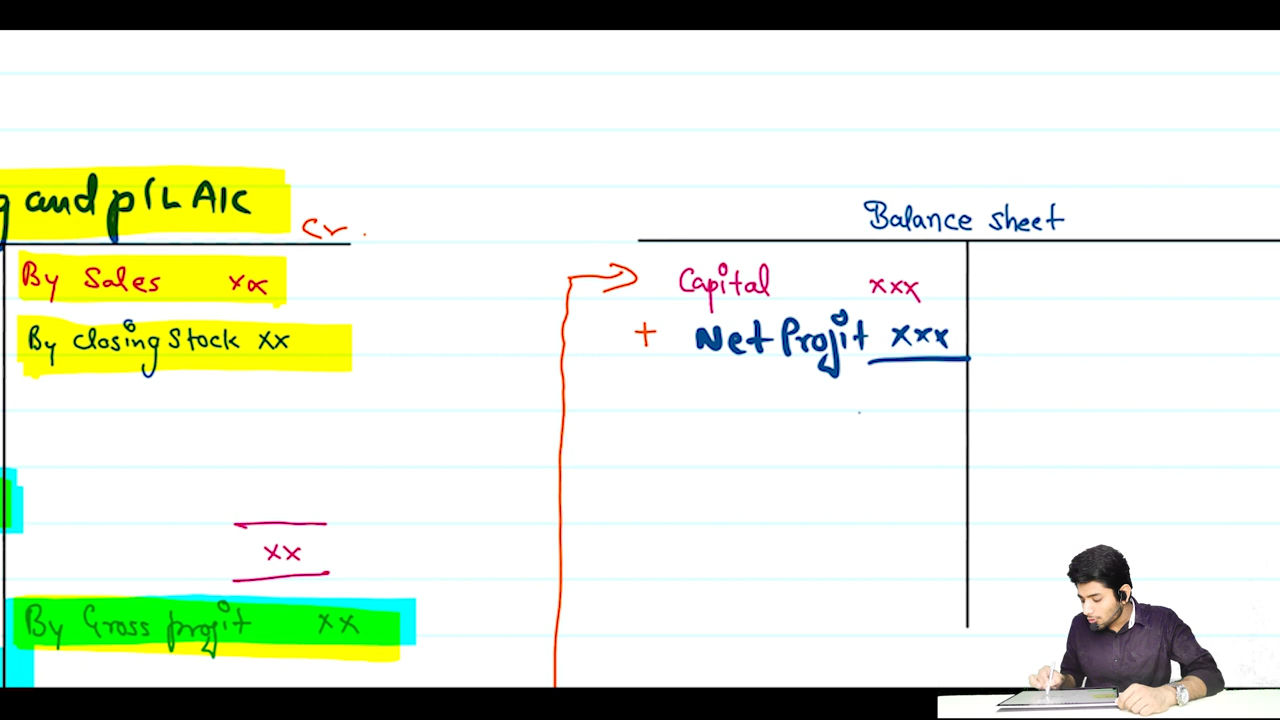 g and P/L A/C
Cr.
By Sales xx
By closing Stock xx
xx
By Gross profit xx
Balance sheet
Capital xxx
+ Net Profit xxx